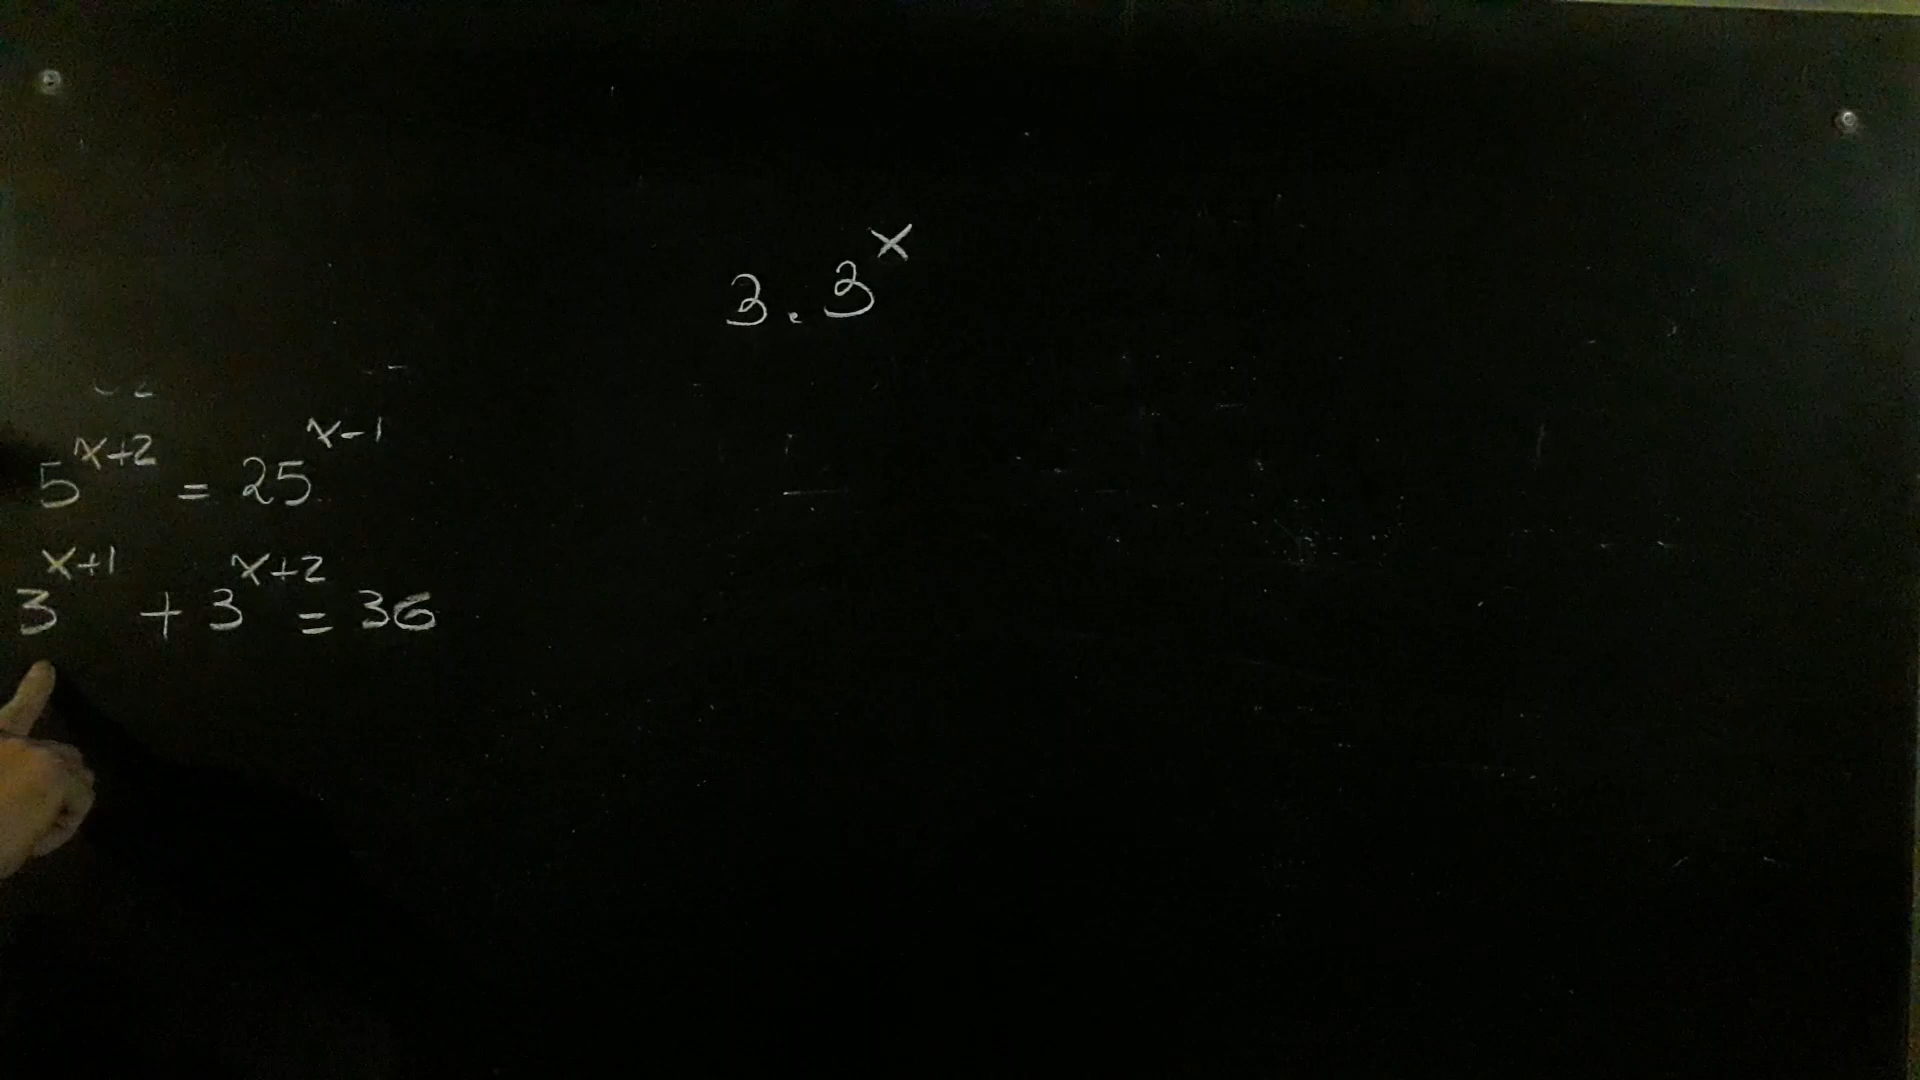 3 . 3^x
5^x+2 = 25^x-1
3^x+1 + 3^x+2 = 36